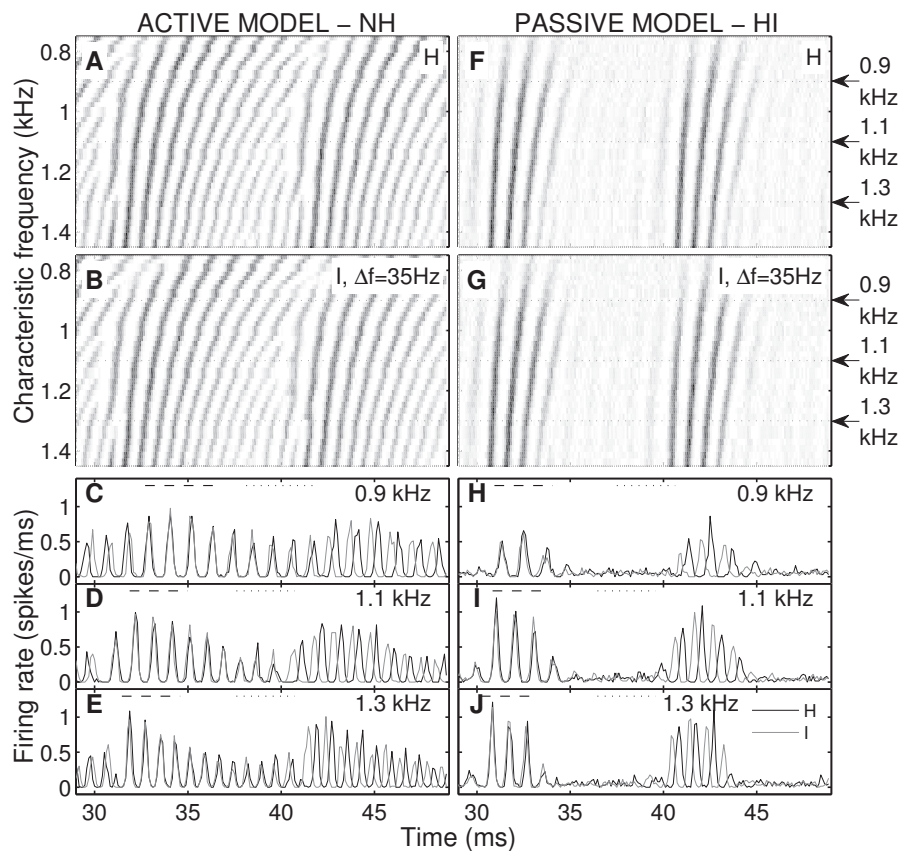 ACTIVE MODEL – NH
PASSIVE MODEL – HI
A
H
F
H
0.8
1
1.2
1.4
0.9
kHz
1.1
kHz
1.3
kHz
Characteristic frequency (kHz)
B
I, Δf=35Hz
G
I, Δf=35Hz
0.8
1
1.2
1.4
0.9
kHz
1.1
kHz
1.3
kHz
Firing rate (spikes/ms)
C
0.9 kHz
H
0.9 kHz
1
0.5
0
D
1.1 kHz
I
1.1 kHz
1
0.5
0
E
1.3 kHz
J
1.3 kHz
H
I
1
0.5
0
30
35
40
45
30
35
40
45
Time (ms)